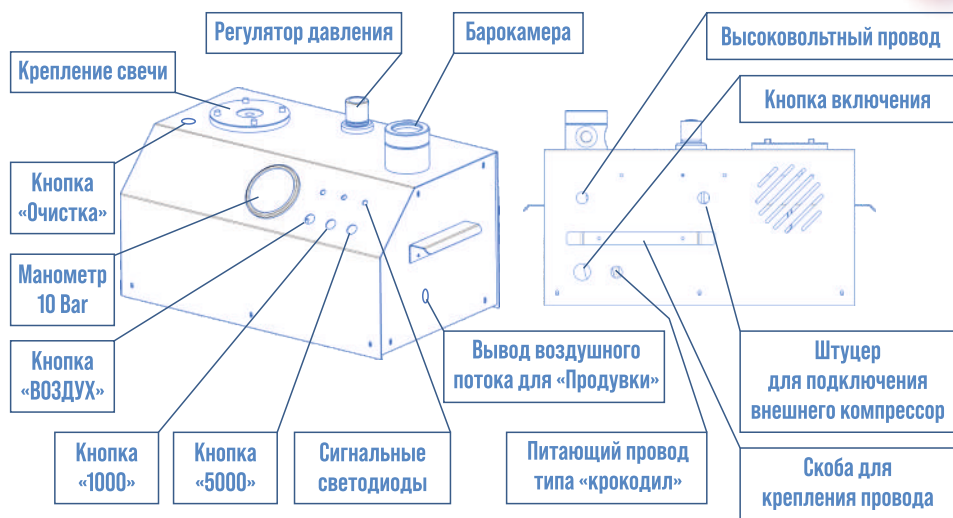 Регулятор давления
Барокамера
Высоковольтный провод
Крепление свечи
Кнопка включения
Кнопка
«Очистка»
Манометр
10 Bar
Кнопка
«ВОЗДУХ»
Вывод воздушного
потока для «Продувки»
Штуцер
для подключения
внешнего компрессор
Кнопка
«1000»
Кнопка
«5000»
Сигнальные
светодиоды
Питающий провод
типа «крокодил»
Скоба для
крепления провода